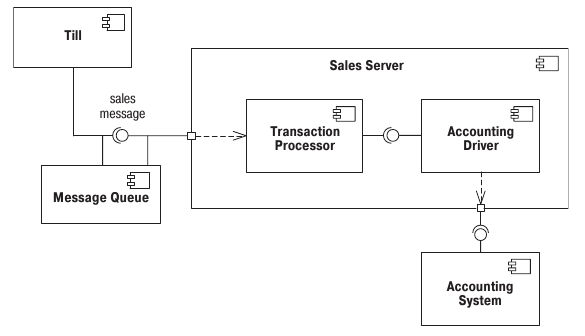 Till
Sales Server
sales
message
Transaction
Processor
Accounting
Driver
Message Queue
Accounting
System